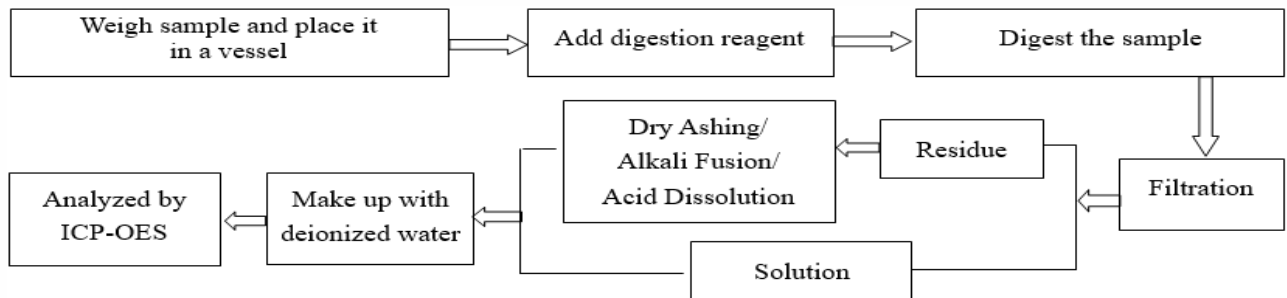 Weigh sample and place it
in a vessel
Add digestion reagent
Digest the sample
Filtration
Residue
Dry Ashing/
Alkali Fusion/
Acid Dissolution
Solution
Make up with
deionized water
Analyzed by
ICP-OES